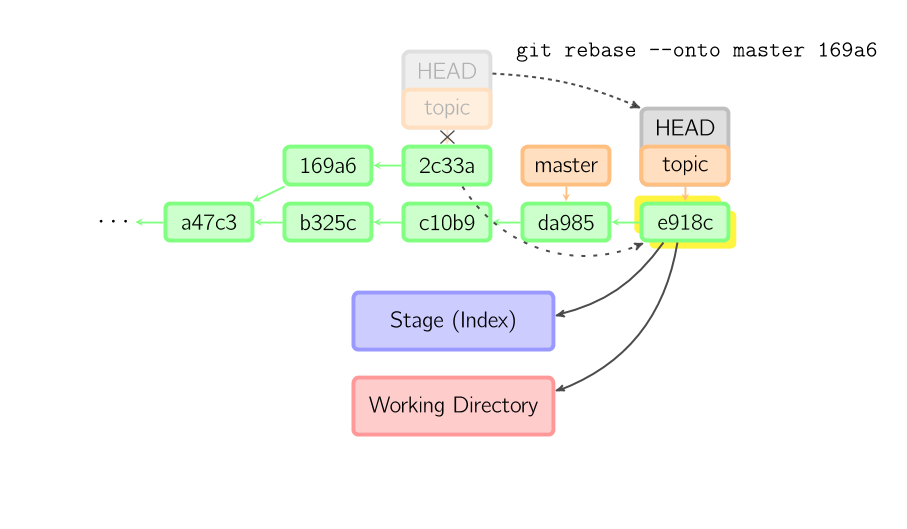 git rebase --onto master 169a6
HEAD
topic
HEAD
topic
169a6
2c33a
master
... a47c3
b325c
c10b9
da985
e918c
Stage (Index)
Working Directory